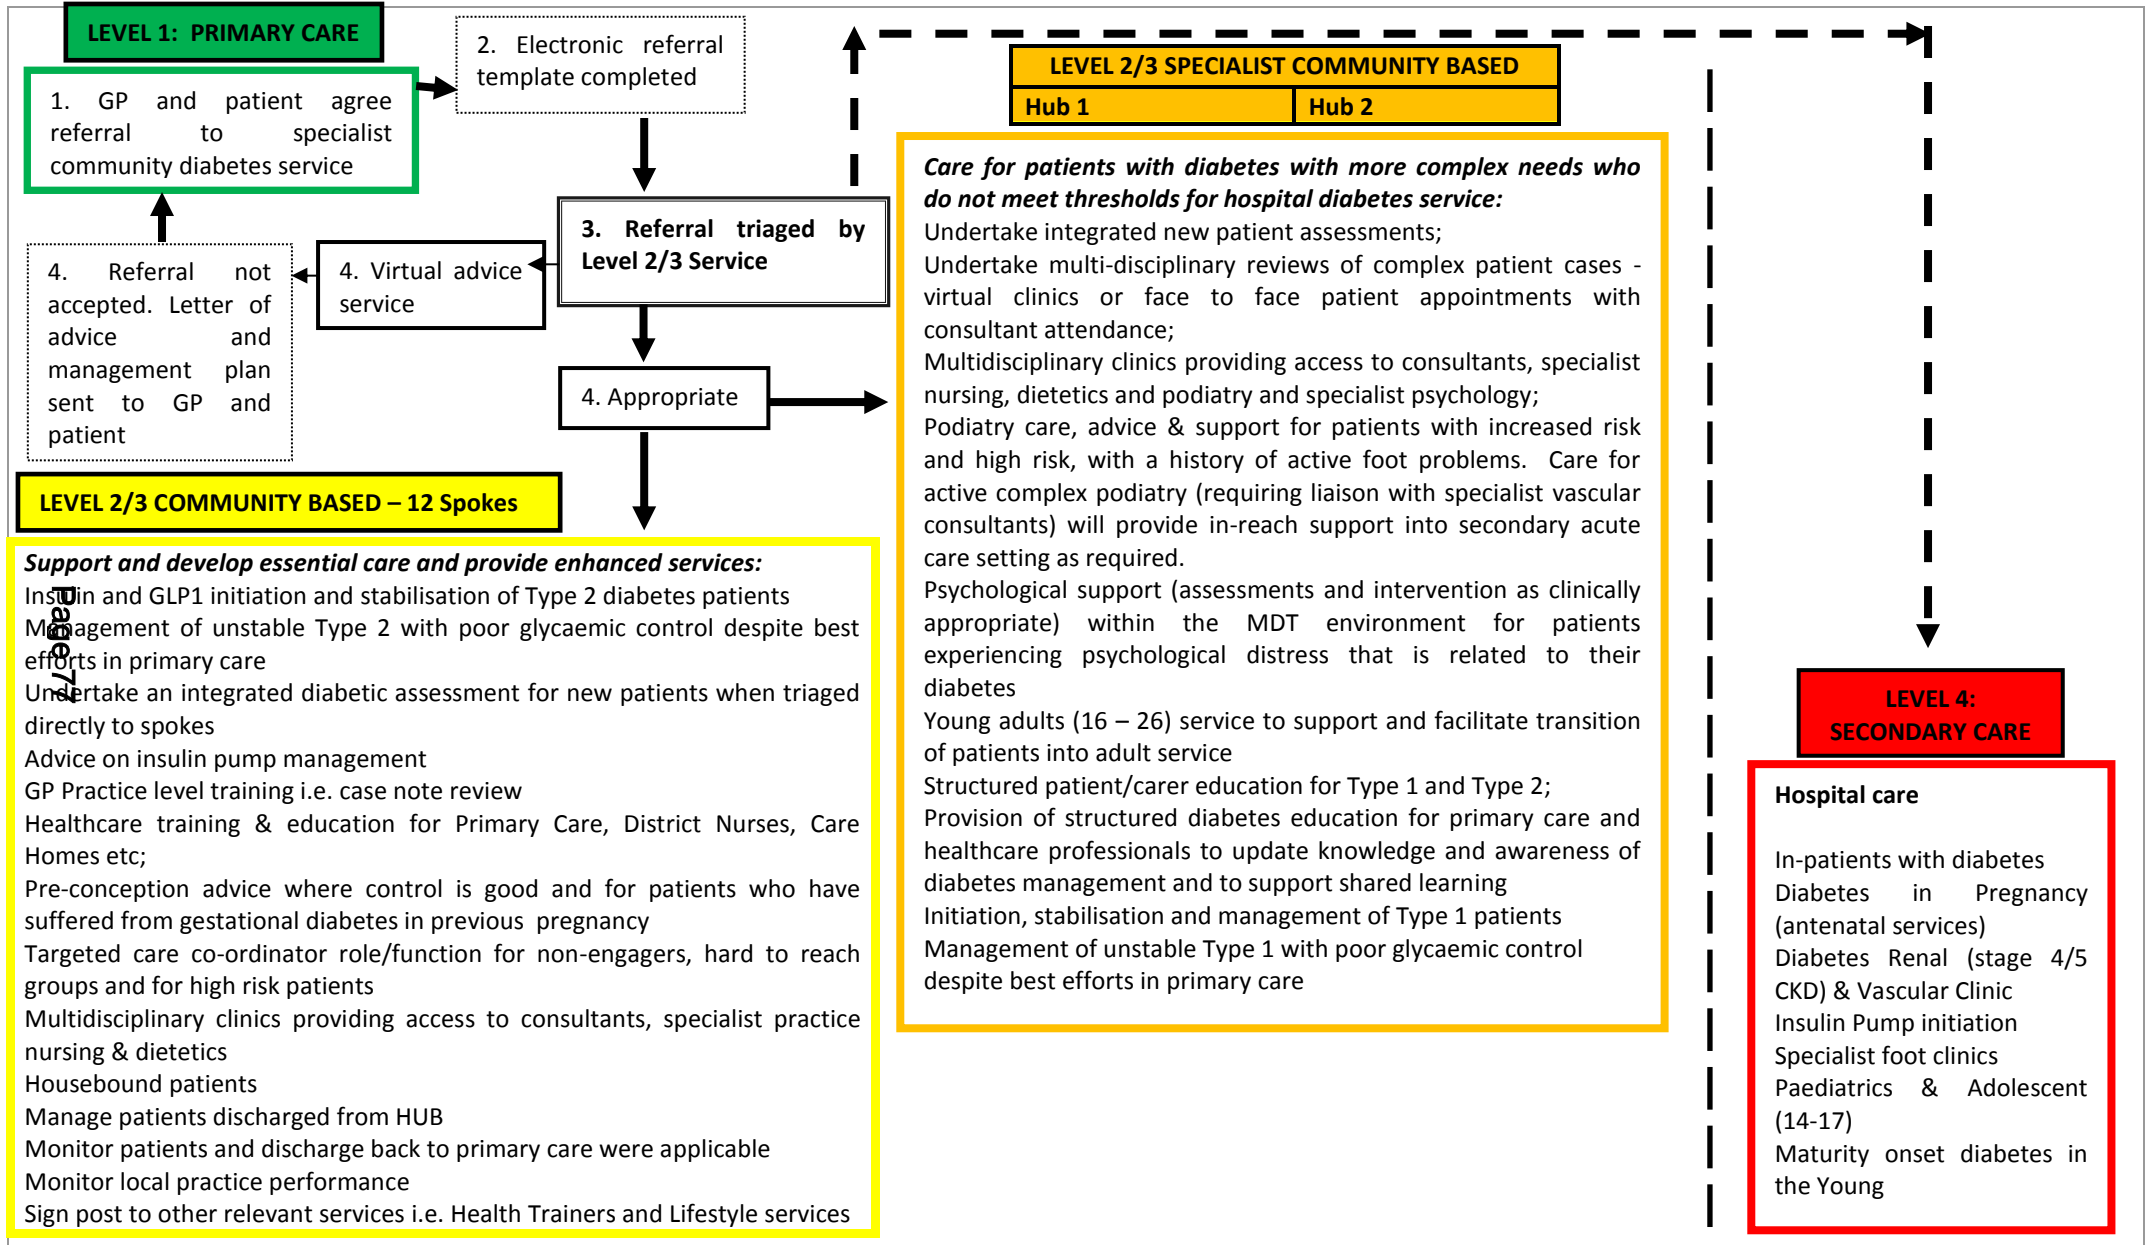 LEVEL 1: PRIMARY CARE
1. GP and patient agree
referral to specialist
community diabetes service
2. Electronic referral
template completed
3. Referral triaged by
Level 2/3 Service
4. Virtual advice
service
4. Referral not
accepted. Letter of
advice and
management plan
sent to GP and
patient
4. Appropriate
LEVEL 2/3 COMMUNITY BASED – 12 Spokes
Support and develop essential care and provide enhanced services:
Insulin and GLP1 initiation and stabilisation of Type 2 diabetes patients
Management of unstable Type 2 with poor glycaemic control despite best
efforts in primary care
Undertake an integrated diabetic assessment for new patients when triaged
directly to spokes
Advice on insulin pump management
GP Practice level training i.e. case note review
Healthcare training & education for Primary Care, District Nurses, Care
Homes etc;
Pre-conception advice where control is good and for patients who have
suffered from gestational diabetes in previous pregnancy
Targeted care co-ordinator role/function for non-engagers, hard to reach
groups and for high risk patients
Multidisciplinary clinics providing access to consultants, specialist practice
nursing & dietetics
Housebound patients
Manage patients discharged from HUB
Monitor patients and discharge back to primary care were applicable
Monitor local practice performance
Sign post to other relevant services i.e. Health Trainers and Lifestyle services
Page 77
LEVEL 2/3 SPECIALIST COMMUNITY BASED
Hub 1
Hub 2
Care for patients with diabetes with more complex needs who
do not meet thresholds for hospital diabetes service:
Undertake integrated new patient assessments;
Undertake multi-disciplinary reviews of complex patient cases -
virtual clinics or face to face patient appointments with
consultant attendance;
Multidisciplinary clinics providing access to consultants, specialist
nursing, dietetics and podiatry and specialist psychology;
Podiatry care, advice & support for patients with increased risk
and high risk, with a history of active foot problems. Care for
active complex podiatry (requiring liaison with specialist vascular
consultants) will provide in-reach support into secondary acute
care setting as required.
Psychological support (assessments and intervention as clinically
appropriate) within the MDT environment for patients
experiencing psychological distress that is related to their
diabetes
Young adults (16 – 26) service to support and facilitate transition
of patients into adult service
Structured patient/carer education for Type 1 and Type 2;
Provision of structured diabetes education for primary care and
healthcare professionals to update knowledge and awareness of
diabetes management and to support shared learning
Initiation, stabilisation and management of Type 1 patients
Management of unstable Type 1 with poor glycaemic control
despite best efforts in primary care
LEVEL 4:
SECONDARY CARE
Hospital care
In-patients with diabetes
Diabetes in Pregnancy
(antenatal services)
Diabetes Renal (stage 4/5
CKD) & Vascular Clinic
Insulin Pump initiation
Specialist foot clinics
Paediatrics & Adolescent
(14-17)
Maturity onset diabetes in
the Young